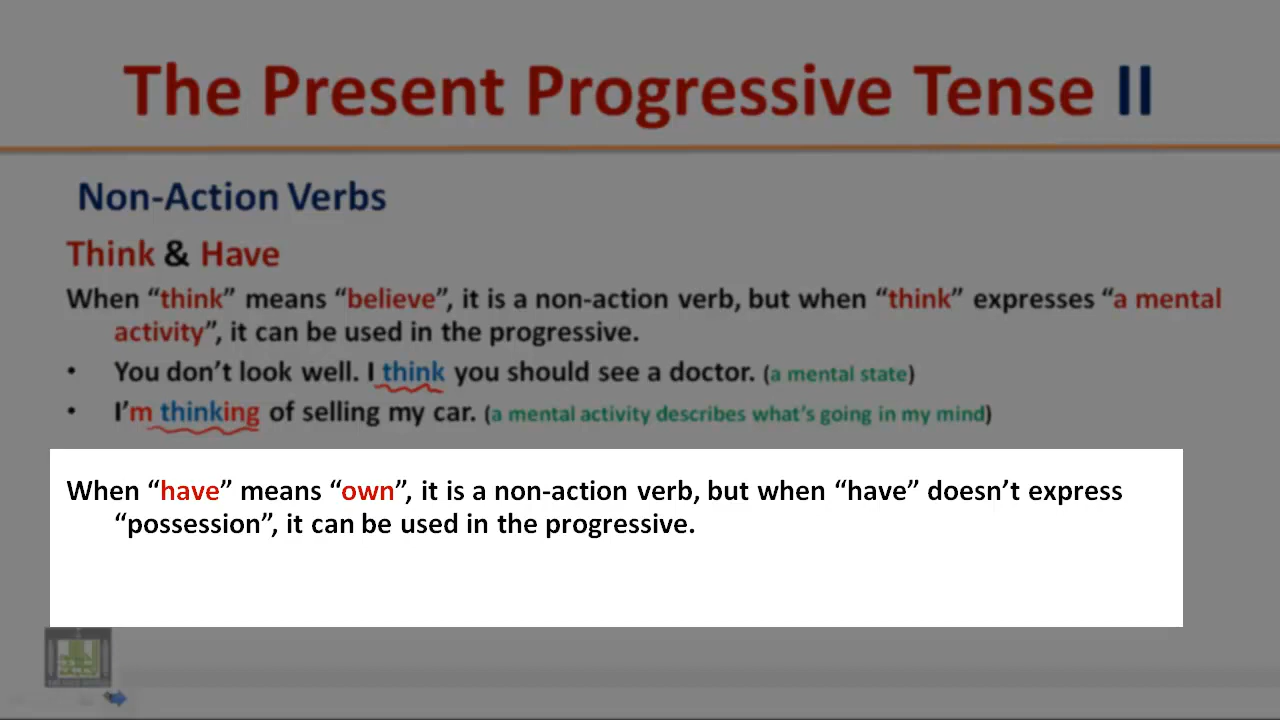 The Present Progressive Tense II
Non-Action Verbs
Think & Have
When “think” means “believe”, it is a non-action verb, but when “think” expresses “a mental
activity”, it can be used in the progressive.
• You don’t look well. I think you should see a doctor. (a mental state)
• I’m thinking of selling my car. (a mental activity describes what’s going in my mind)
When “have” means “own”, it is a non-action verb, but when “have” doesn’t express
“possession”, it can be used in the progressive.